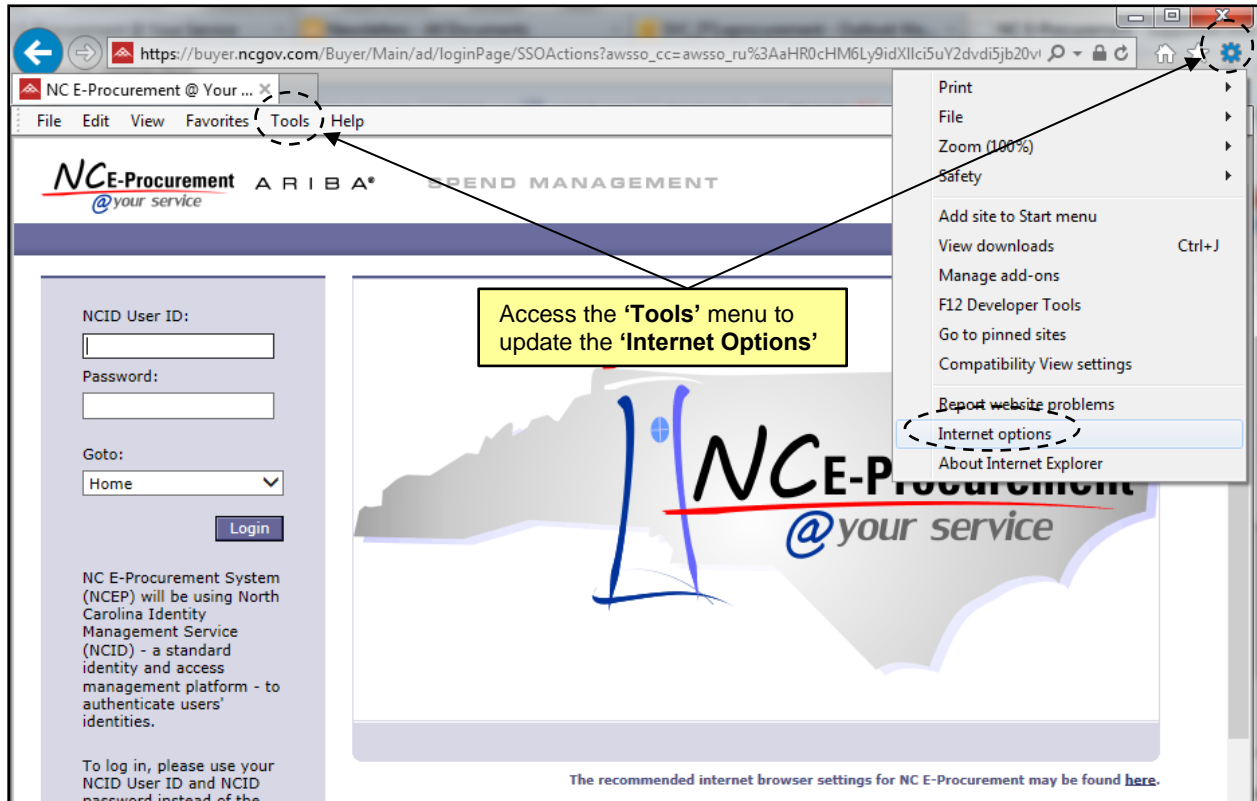 https://buyer.ncgov.com/Buyer/Main/ad/loginPage/SSOActions?awsso_cc=awsso_ru%3AaHR0cHM6Ly9idXllci5uY2dvdi5jb20v
NC E-Procurement @ Your ...
File Edit View Favorites Tools Help
NCE-Procurement
@your service
ARIBA®
SPEND MANAGEMENT
Print
File
Zoom (100%)
Safety
Add site to Start menu
View downloads Ctrl+J
Manage add-ons
F12 Developer Tools
Go to pinned sites
Compatibility View settings
Report website problems
Internet options
About Internet Explorer
Access the ‘Tools’ menu to
update the ‘Internet Options’
NCID User ID:
Password:
Goto:
Home
Login
NC E-Procurement System
(NCEP) will be using North
Carolina Identity
Management Service
(NCID) - a standard
identity and access
management platform - to
authenticate users'
identities.
To log in, please use your
NCID User ID and NCID
password instead of the
NCE-Procurement
@your service
The recommended internet browser settings for NC E-Procurement may be found here.